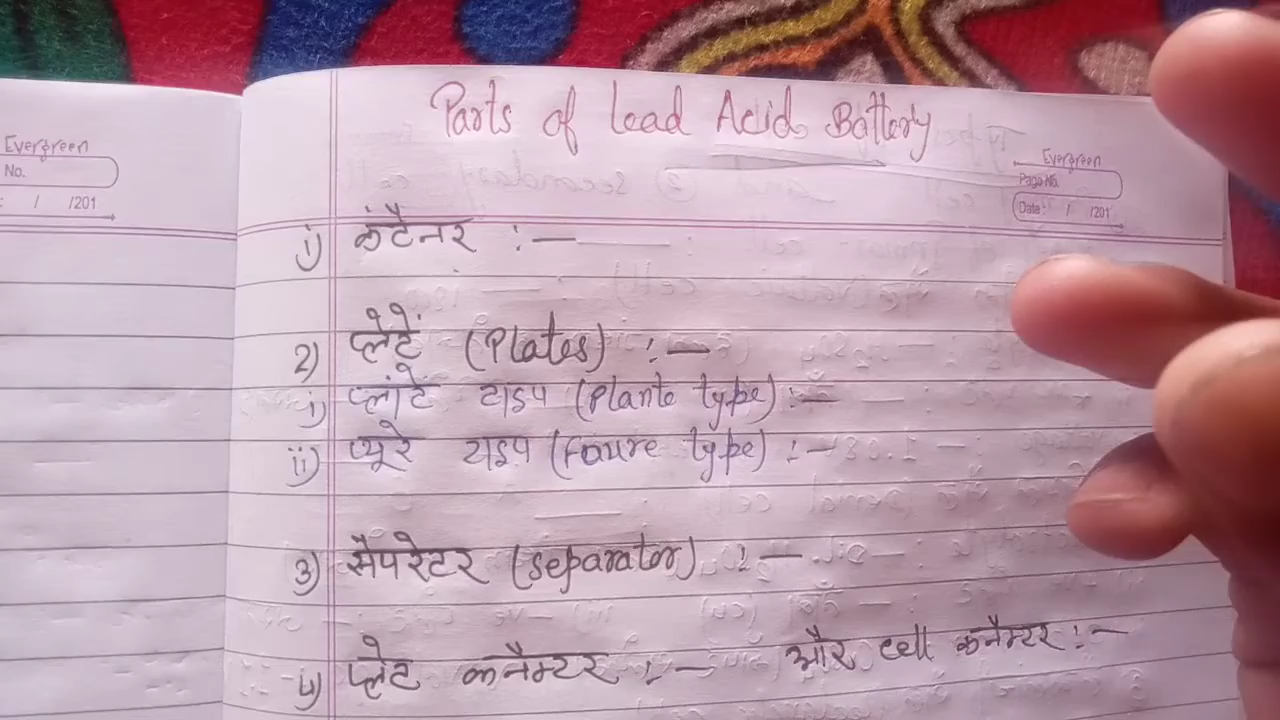 Parts of Lead Acid Battery
Evergreen
No.
: / /201
Evergreen
Page No.
Date : / /201
i) कंटैनर :—
2) प्लेटें (Plates) :—
i) प्लांटे टाइप (Plante type) :—
ii) फ्यूरे टाइप (Faure type) :—
3) सैपरेटर (Separator) :—
4) प्लेट कनैक्टर :— और cell कनैक्टर :—